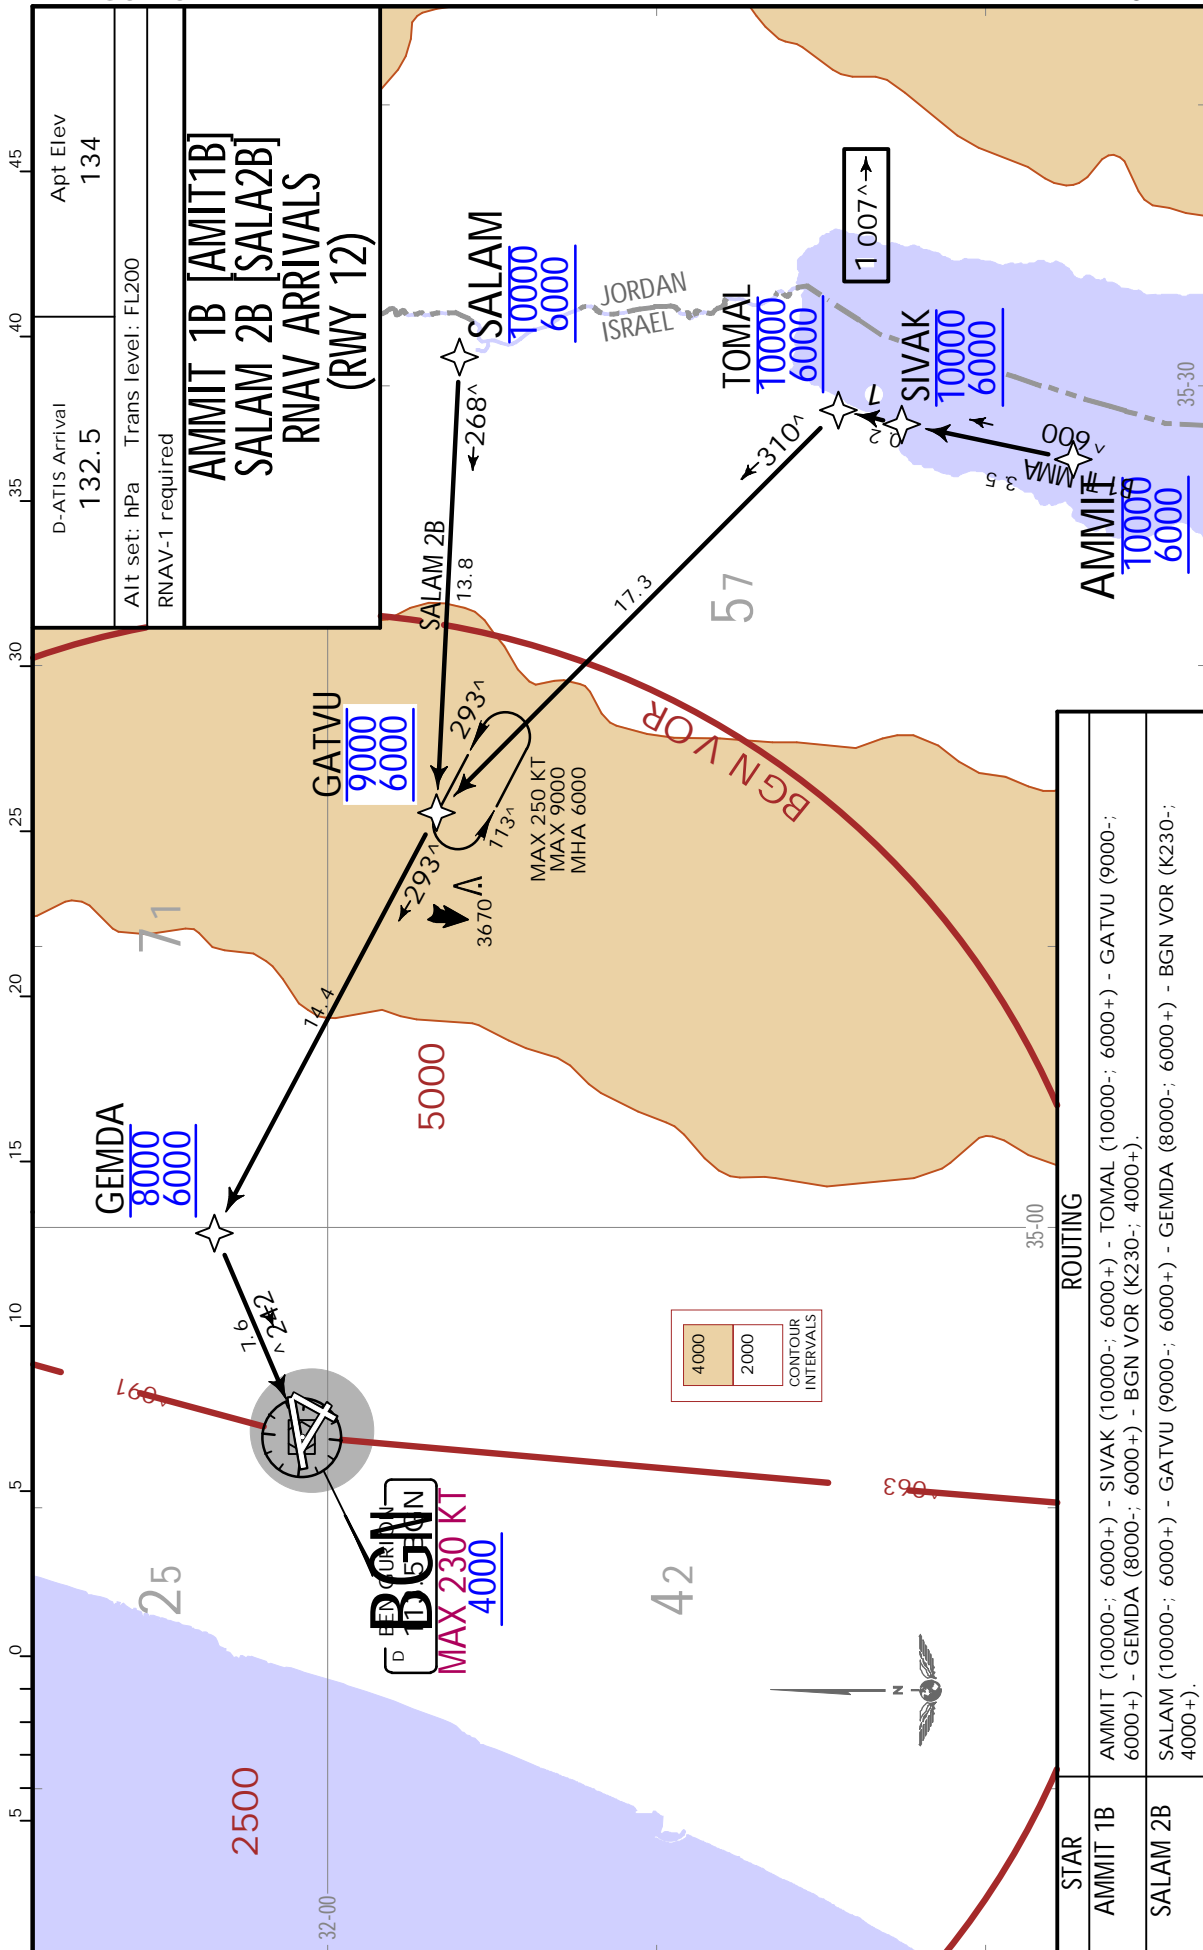 D-ATIS Arrival
132.5
Apt Elev
134
Alt set: hPa Trans level: FL200
RNAV-1 required
AMMIT 1B [AMIT1B]
SALAM 2B [SALA2B]
RNAV ARRIVALS
(RWY 12)
5 0 5 10 15 20 25 30 35 40 45
SALAM
10000
6000
←268^
SALAM 2B
13.8
JORDAN
ISRAEL
TOMAL
10000
6000
1007^→
SIVAK
10000
6000
35-30
←310^
17.3
3.5
^600
AMMIT
10000
6000
57
GATVU
9000
6000
293^
113^
MAX 250 KT
MAX 9000
MHA 6000
←293^
3670
BGN VOR
71
14.4
5000
GEMDA
8000
6000
7.6
^242
35-00
4000
2000
CONTOUR
INTERVALS
^091
^063
D
BEN GURION
BGN
MAX 230 KT
4000
25
42
N
2500
32-00
STAR ROUTING
AMMIT 1B AMMIT (10000-; 6000+) - SIVAK (10000-; 6000+) - TOMAL (10000-; 6000+) - GATVU (9000-;
6000+) - GEMDA (8000-; 6000+) - BGN VOR (K230-; 4000+).
SALAM 2B SALAM (10000-; 6000+) - GATVU (9000-; 6000+) - GEMDA (8000-; 6000+) - BGN VOR (K230-;
4000+).